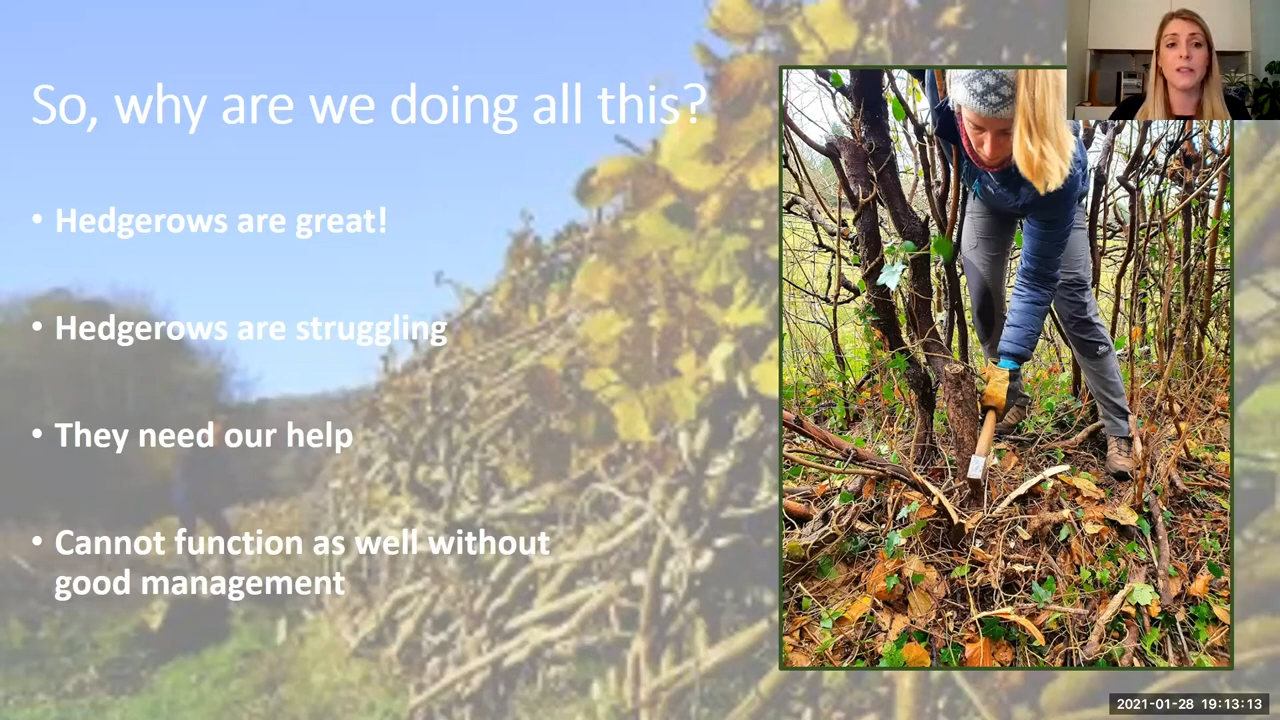 So, why are we doing all this?
• Hedgerows are great!
• Hedgerows are struggling
• They need our help
• Cannot function as well without
good management
2021-01-28 19:13:13